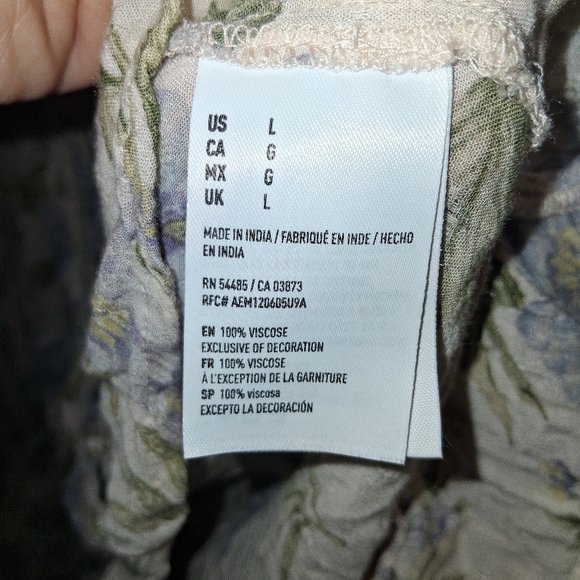 US L
CA G
MX G
UK L
MADE IN INDIA / FABRIQUÉ EN INDE / HECHO
EN INDIA
RN 54485 / CA 03873
RFC# AEM120605U9A
EN 100% VISCOSE
EXCLUSIVE OF DECORATION
FR 100% VISCOSE
À L'EXCEPTION DE LA GARNITURE
SP 100% viscosa
EXCEPTO LA DECORACIÓN